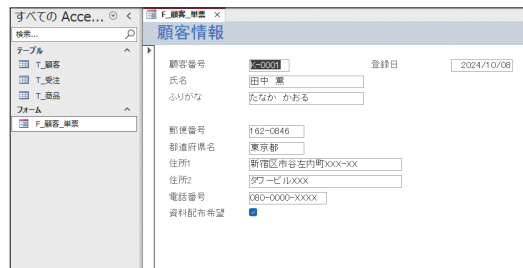 すべての Acce...
検索...
テーブル
T_顧客
T_受注
T_商品
フォーム
F_顧客_単票
F_顧客_単票
顧客情報
顧客番号 K-0001 登録日 2024/10/08
氏名 田中 薫
ふりがな たなか かおる
郵便番号 162-0846
都道府県名 東京都
住所1 新宿区市谷左内町XXX-XX
住所2 タワービルXXX
電話番号 080-0000-XXXX
資料配布希望